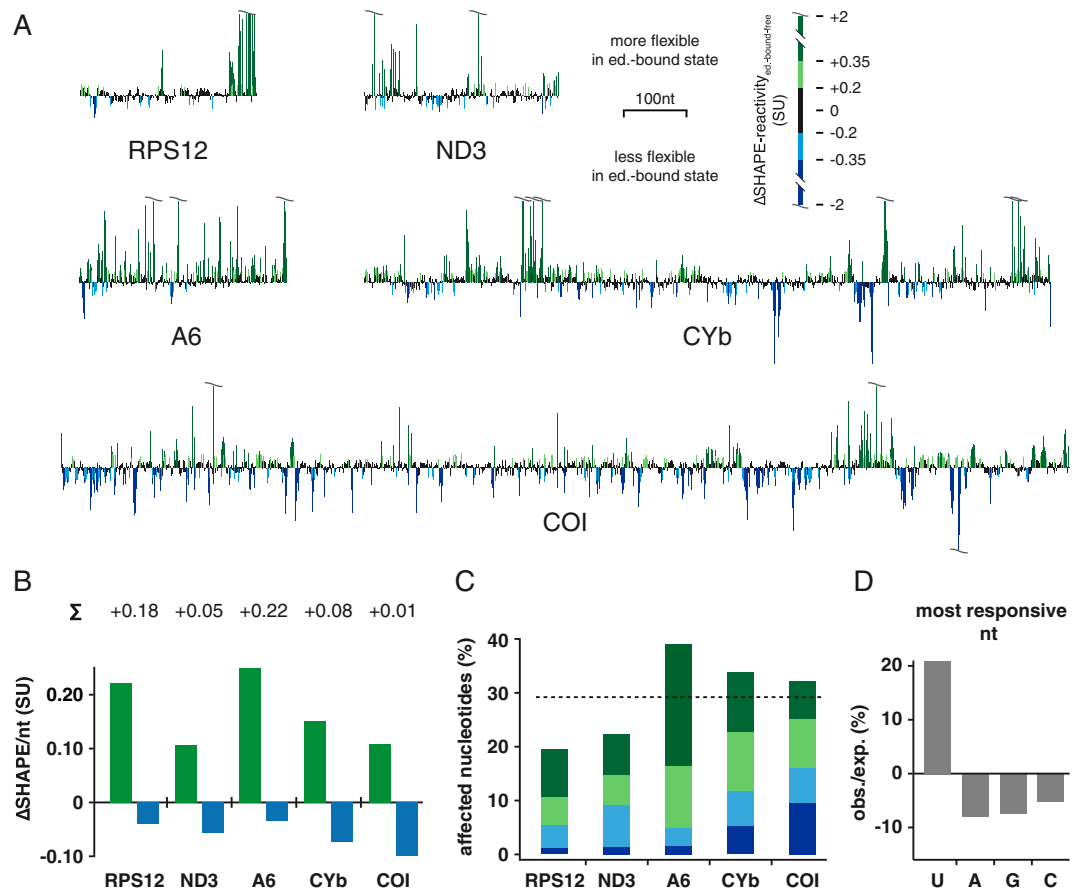 A
more flexible
in ed.-bound state
100nt
less flexible
in ed.-bound state
ΔSHAPE-reactivity ed.-bound-free
(SU)
+2
+0.35
+0.2
0
-0.2
-0.35
-2
RPS12
ND3
A6
CYb
COI
B
Σ +0.18 +0.05 +0.22 +0.08 +0.01
ΔSHAPE/nt (SU)
0.20
0.10
0
-0.10
RPS12 ND3 A6 CYb COI
C
affected nucleotides (%)
40
30
20
10
0
RPS12 ND3 A6 CYb COI
D
most responsive
nt
obs./exp. (%)
20
10
0
-10
U A G C